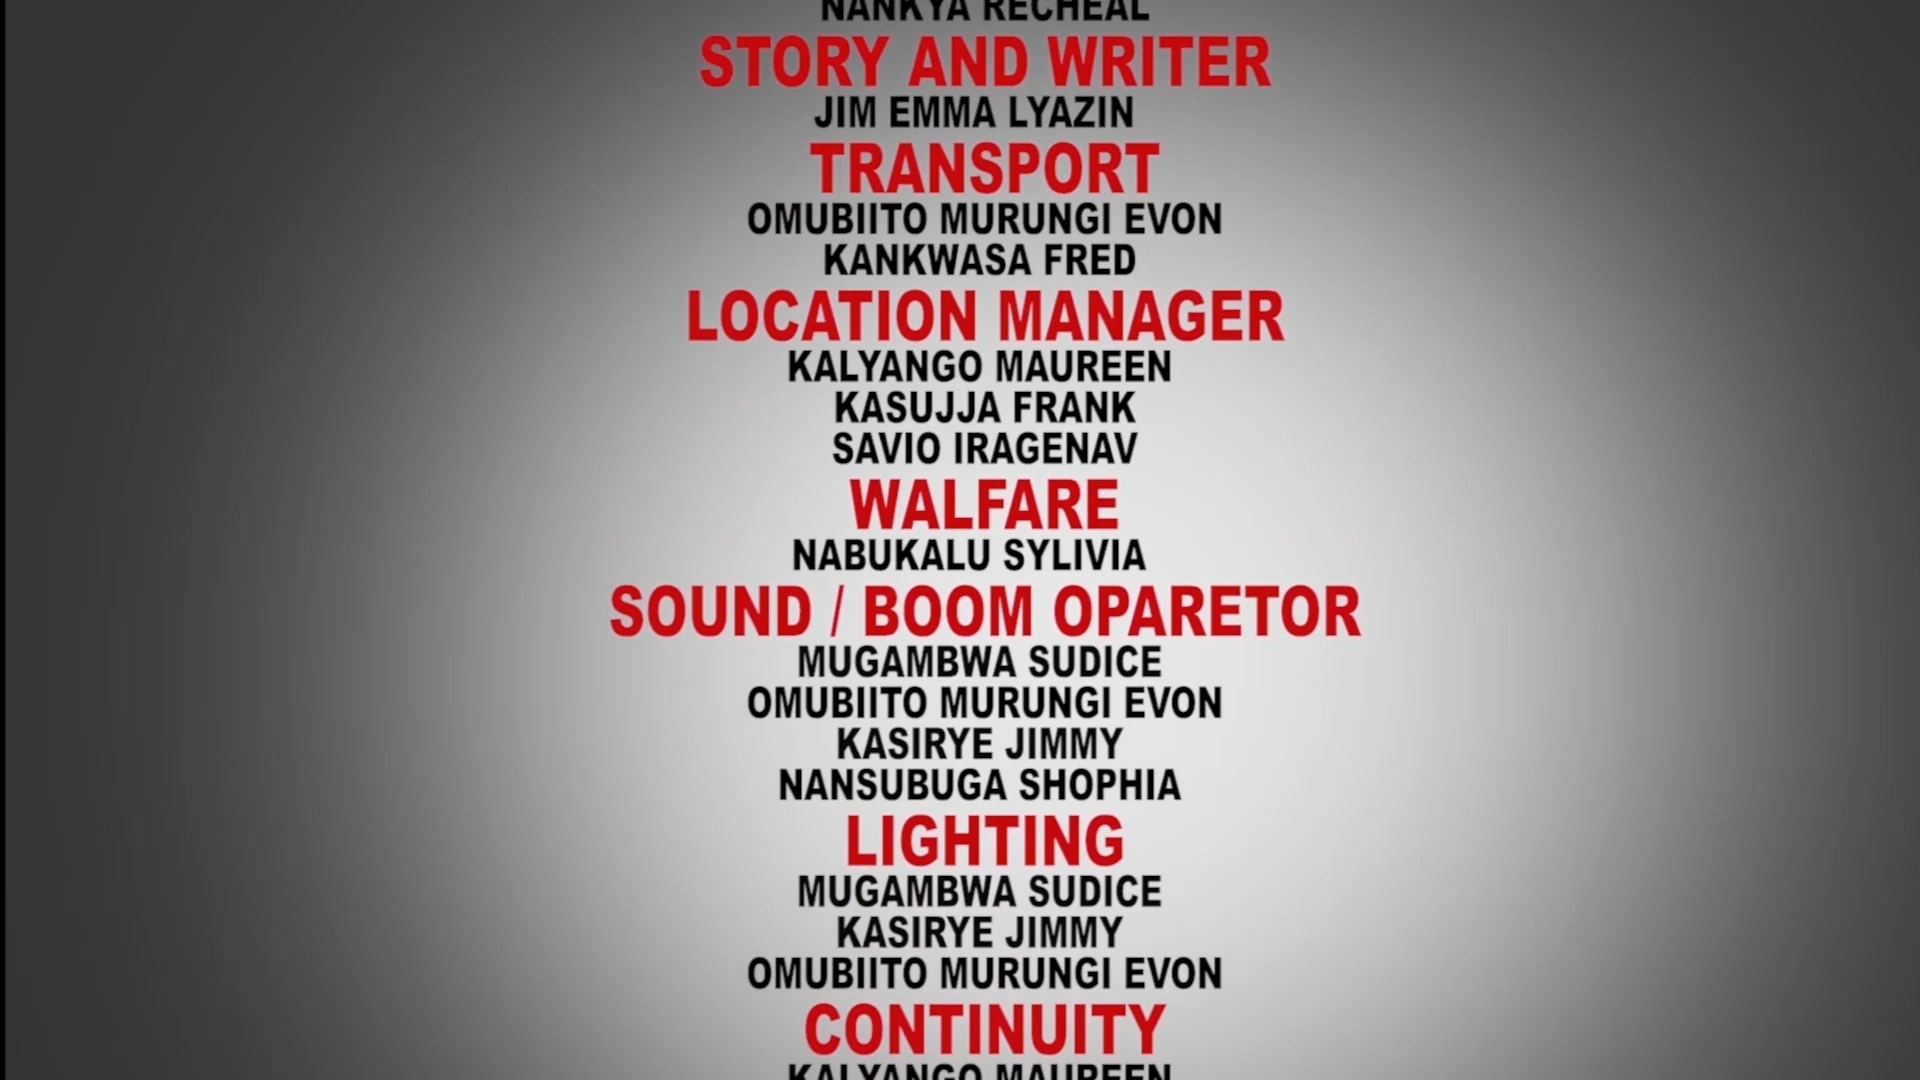 NANKYA RECHEAL
STORY AND WRITER
JIM EMMA LYAZIN
TRANSPORT
OMUBIITO MURUNGI EVON
KANKWASA FRED
LOCATION MANAGER
KALYANGO MAUREEN
KASUJJA FRANK
SAVIO IRAGENAV
WALFARE
NABUKALU SYLIVIA
SOUND / BOOM OPARETOR
MUGAMBWA SUDICE
OMUBIITO MURUNGI EVON
KASIRYE JIMMY
NANSUBUGA SHOPHIA
LIGHTING
MUGAMBWA SUDICE
KASIRYE JIMMY
OMUBIITO MURUNGI EVON
CONTINUITY
KALYANGO MAUREEN